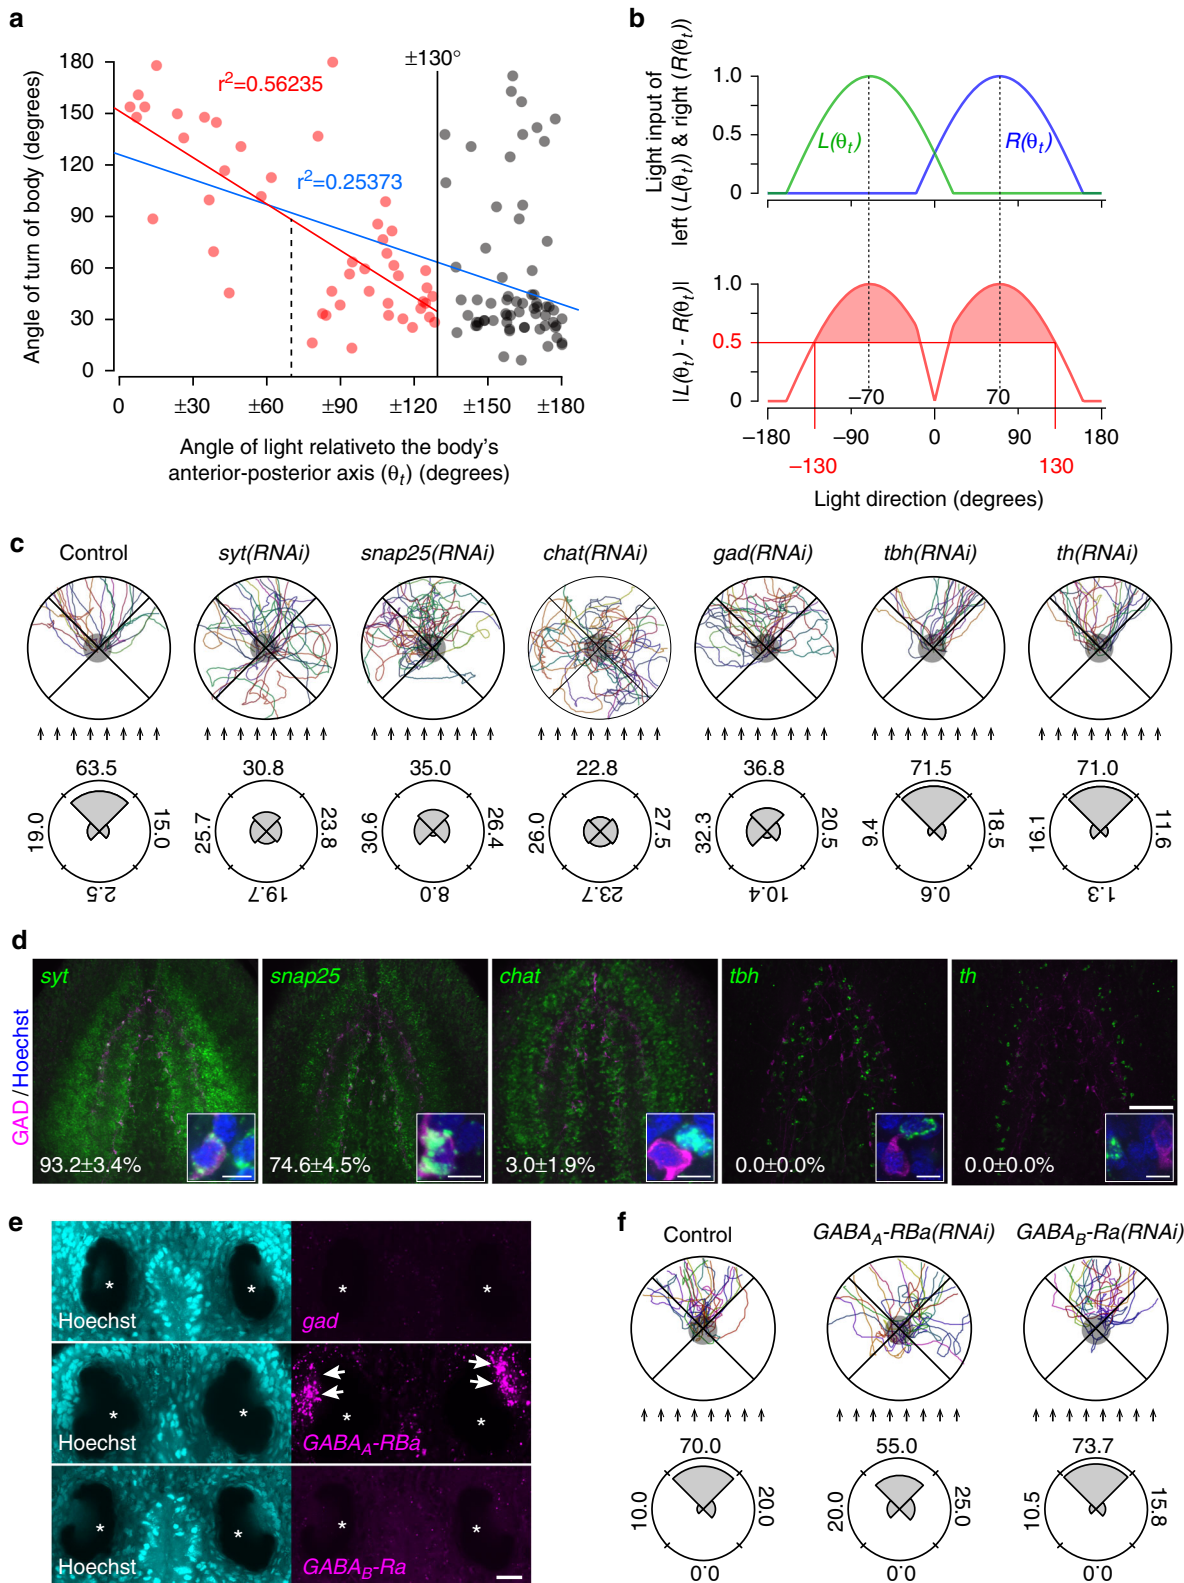 a
180
150
120
90
60
30
0
0
±30
±60
±90
±120
±150
±180
r²=0.56235
r²=0.25373
±130°
Angle of turn of body (degrees)
Angle of light relativeto the body's
anterior-posterior axis (θt) (degrees)
b
Light input of
left (L(θt)) & right (R(θt))
1.0
0.5
0
L(θt)
R(θt)
|L(θt) - R(θt)|
1.0
0.5
0
−70
70
−180
−90
0
90
180
−130
130
Light direction (degrees)
c
Control
syt(RNAi)
snap25(RNAi)
chat(RNAi)
gad(RNAi)
tbh(RNAi)
th(RNAi)
63.5
19.0
15.0
2.5
30.8
25.7
23.8
19.7
35.0
30.6
26.4
8.0
22.8
26.0
27.5
23.7
36.8
32.3
20.5
10.4
71.5
9.4
18.5
0.6
71.0
16.1
11.6
1.3
d
GAD/Hoechst
syt
93.2±3.4%
snap25
74.6±4.5%
chat
3.0±1.9%
tbh
0.0±0.0%
th
0.0±0.0%
e
* *
Hoechst
* *
gad
* *
Hoechst
* *
GABAA-RBa
* *
Hoechst
* *
GABAB-Ra
f
Control
GABAA-RBa(RNAi)
GABAB-Ra(RNAi)
70.0
10.0
20.0
0.0
55.0
20.0
25.0
0.0
73.7
10.5
15.8
0.0